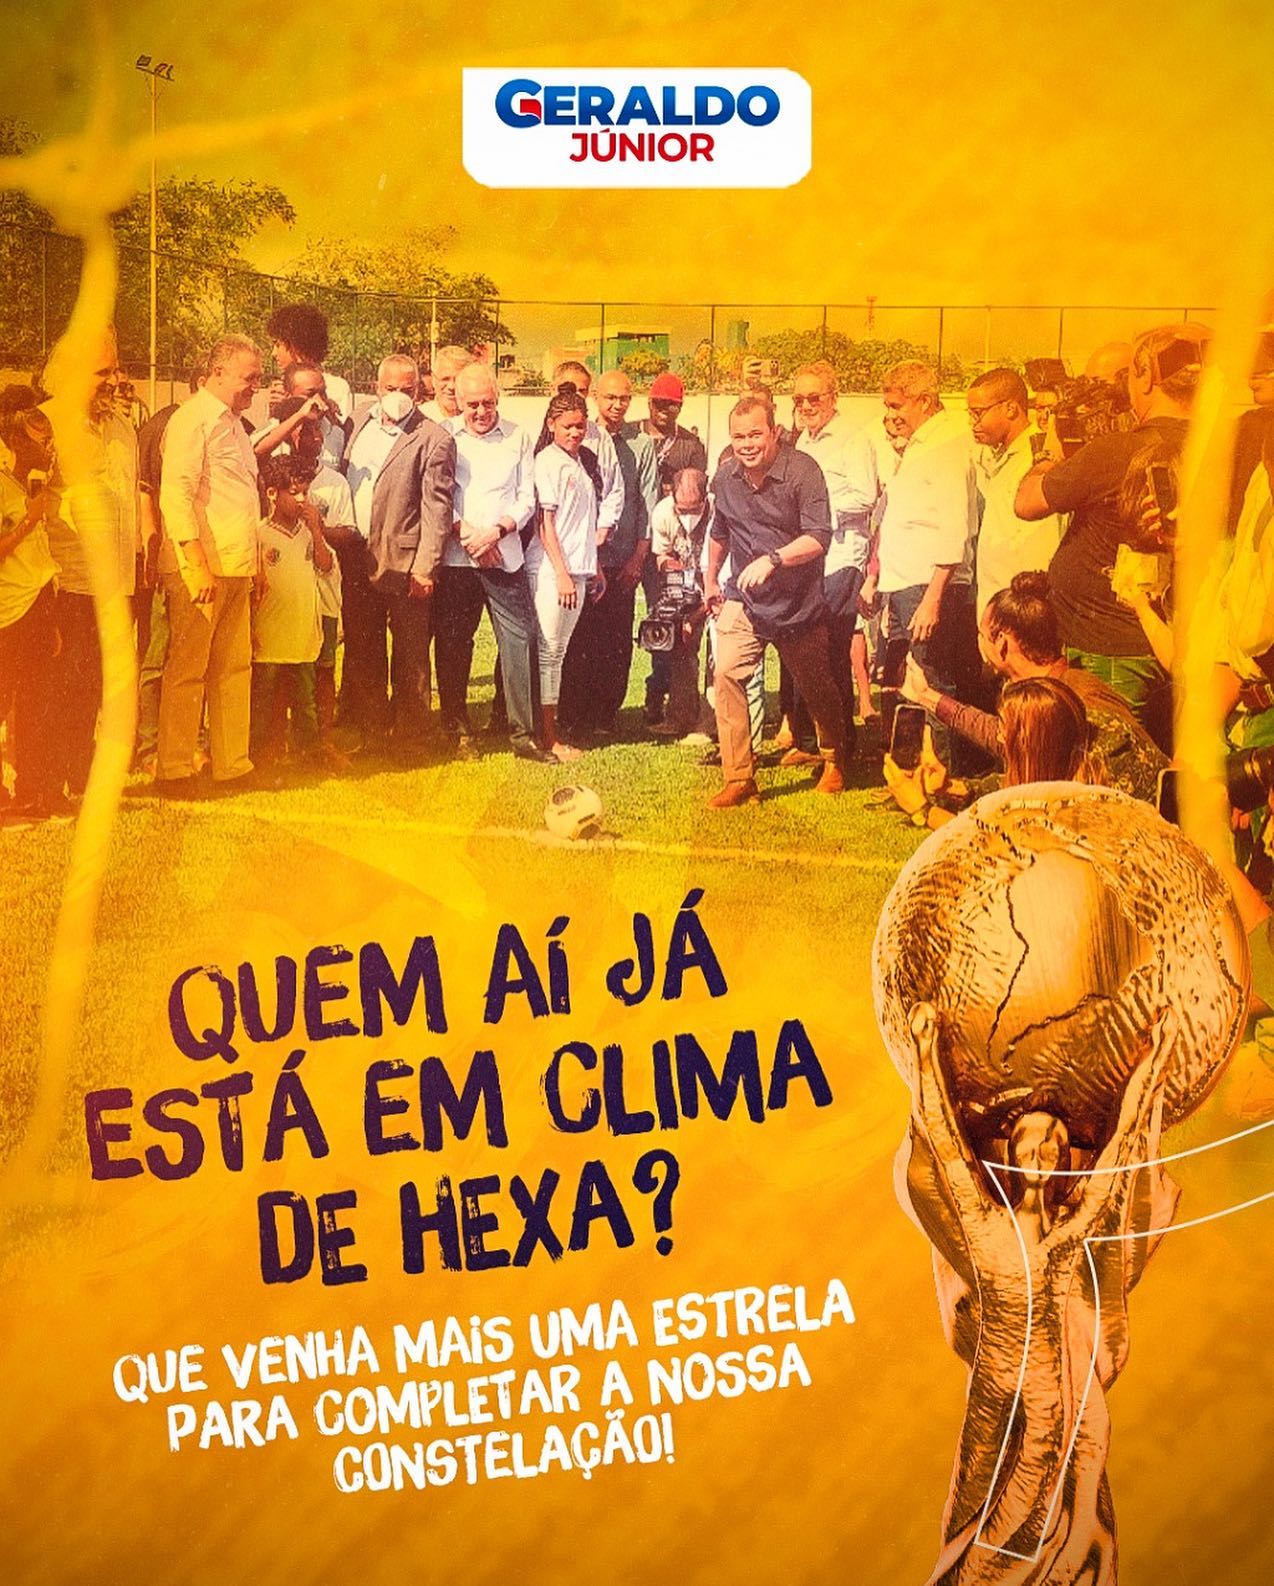 GERALDO
JÚNIOR
QUEM AÍ JÁ
ESTÁ EM CLIMA
DE HEXA?
QUE VENHA MAIS UMA ESTRELA
PARA COMPLETAR A NOSSA
CONSTELAÇÃO!